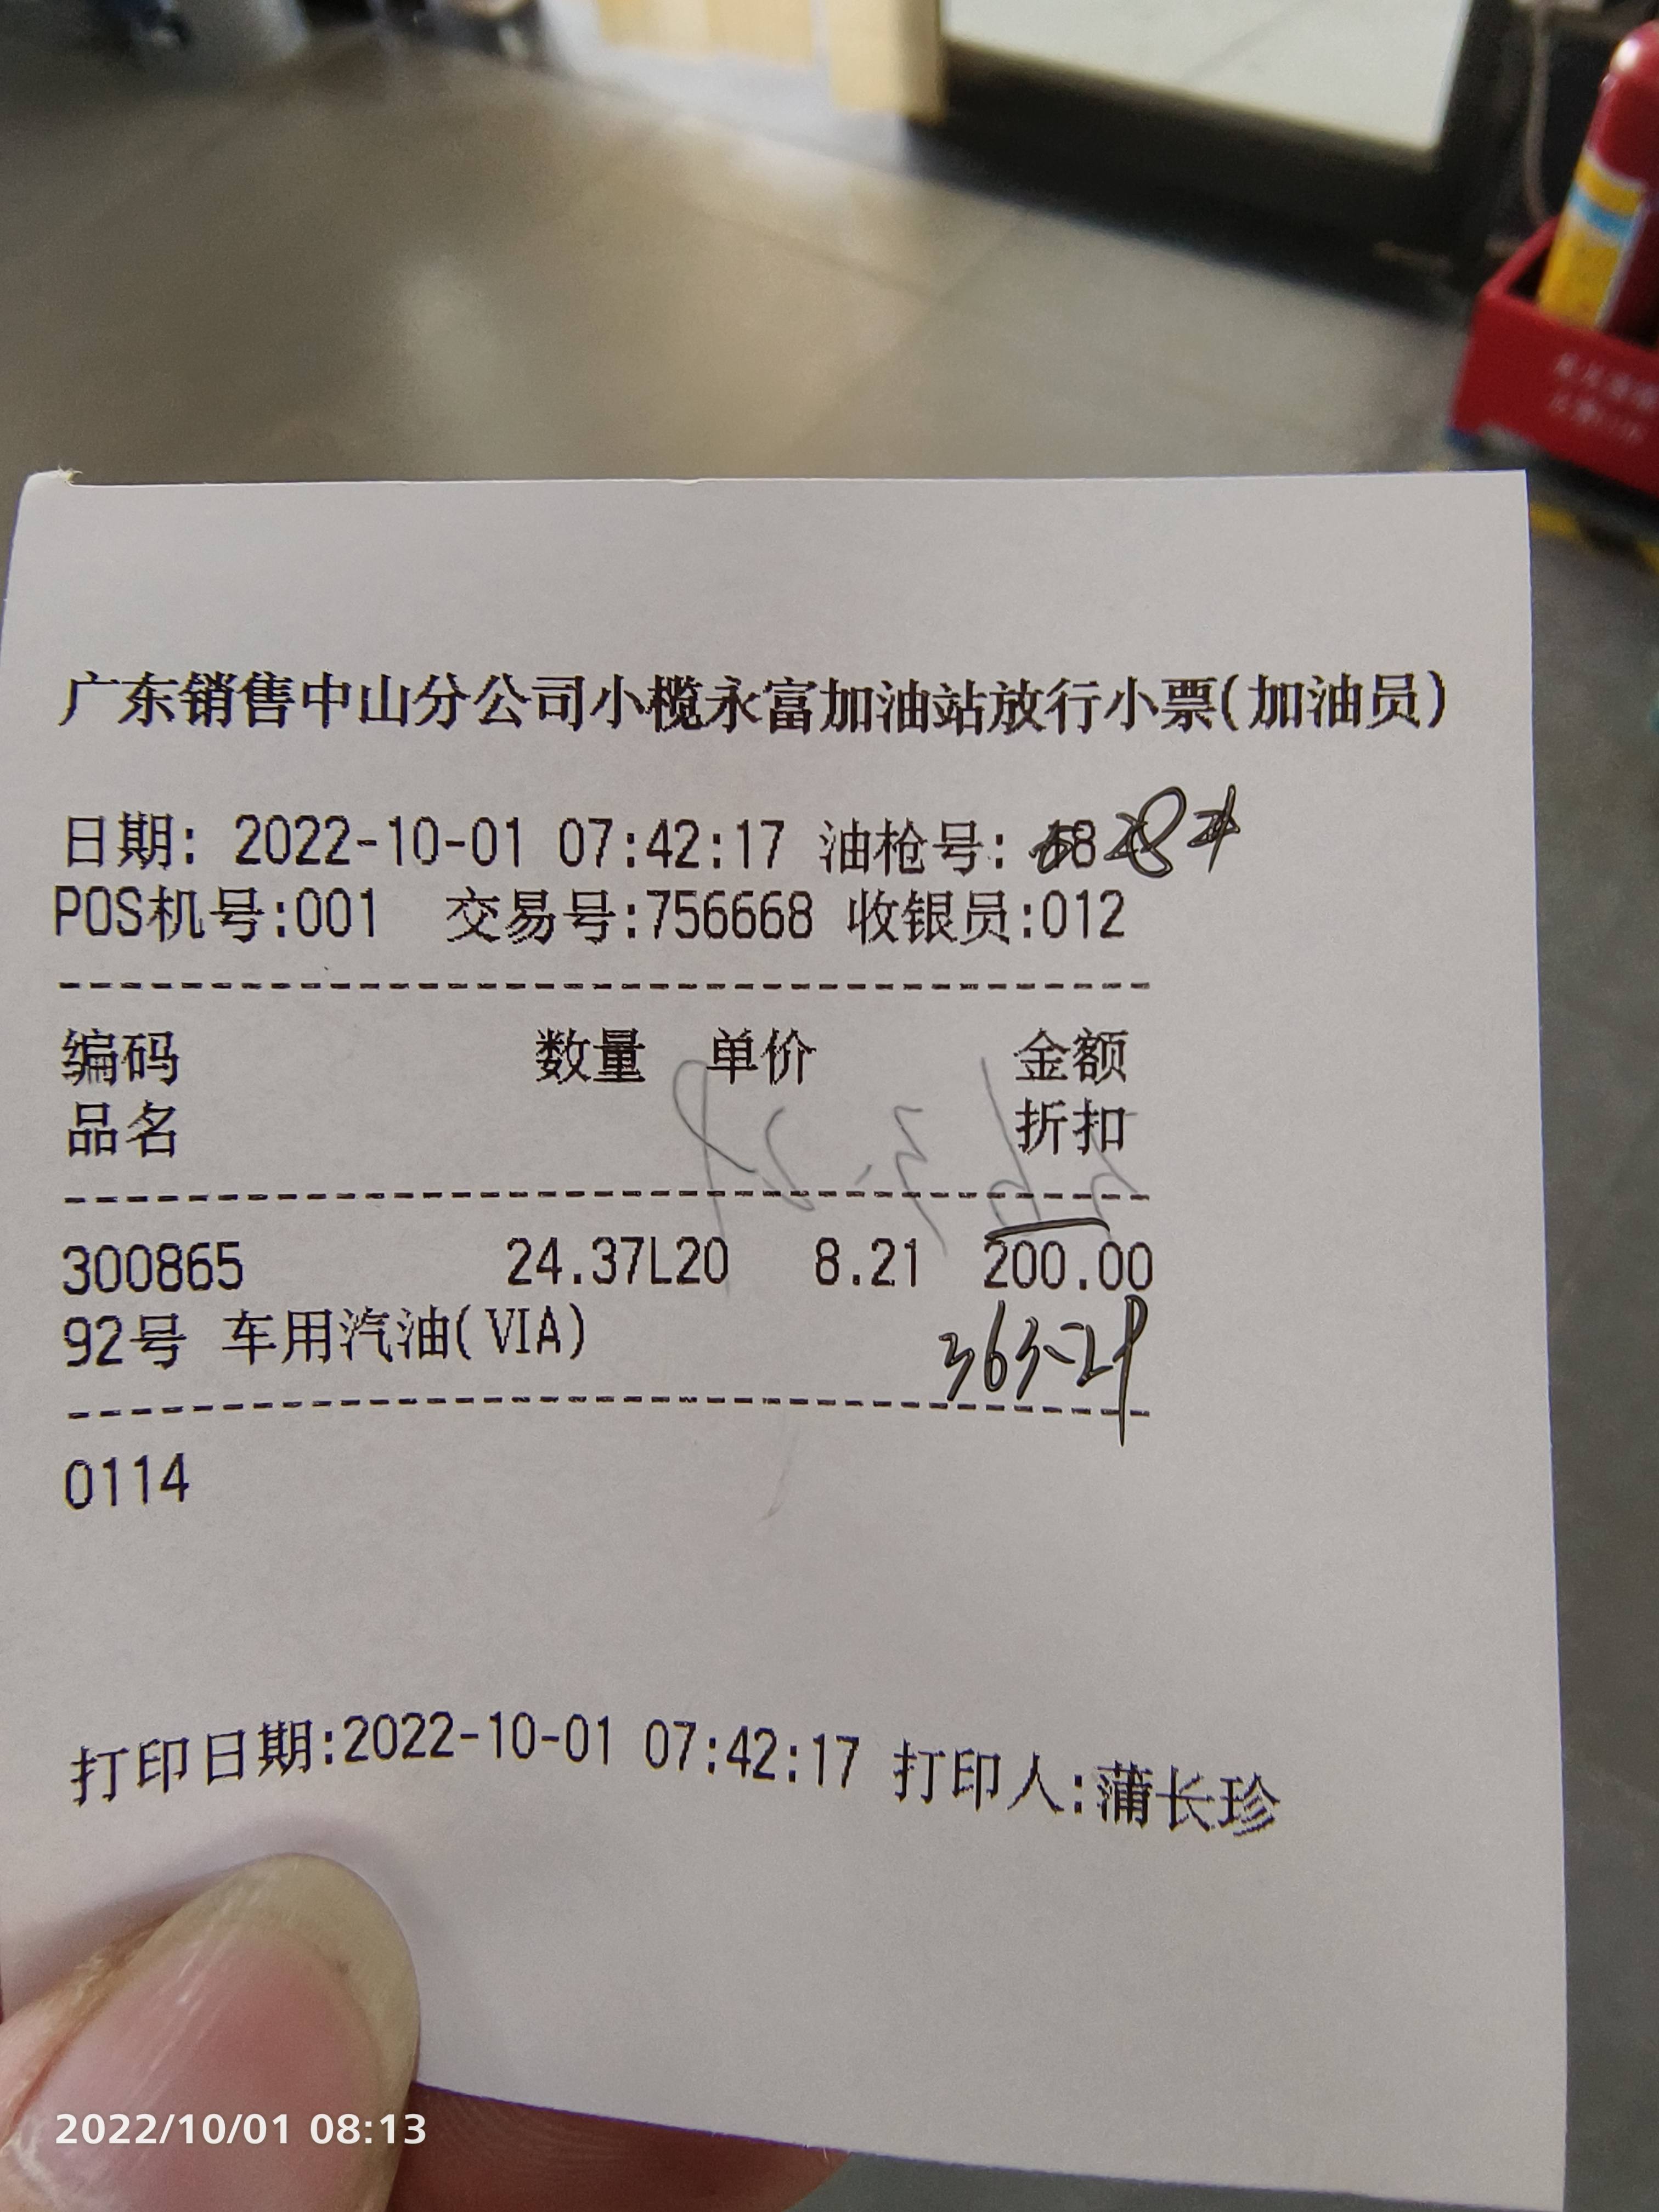 广东销售中山分公司小榄永富加油站放行小票(加油员)
日期: 2022-10-01 07:42:17 油枪号: 68
POS机号:001 交易号:756668 收银员:012
编码 数量 单价 金额
品名 折扣
300865 24.37L20 8.21 200.00
92号 车用汽油(VIA)
363-29
0114
打印日期:2022-10-01 07:42:17 打印人:蒲长珍
2022/10/01 08:13